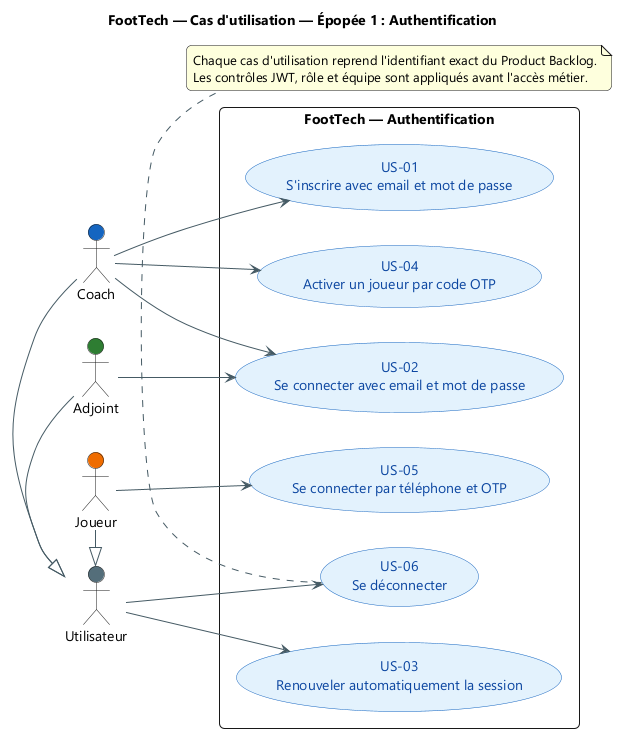 FootTech — Cas d'utilisation — Épopée 1 : Authentification
Chaque cas d'utilisation reprend l'identifiant exact du Product Backlog.
Les contrôles JWT, rôle et équipe sont appliqués avant l'accès métier.
FootTech — Authentification
US-01
S'inscrire avec email et mot de passe
Coach
US-04
Activer un joueur par code OTP
Adjoint
US-02
Se connecter avec email et mot de passe
Joueur
US-05
Se connecter par téléphone et OTP
Utilisateur
US-06
Se déconnecter
US-03
Renouveler automatiquement la session